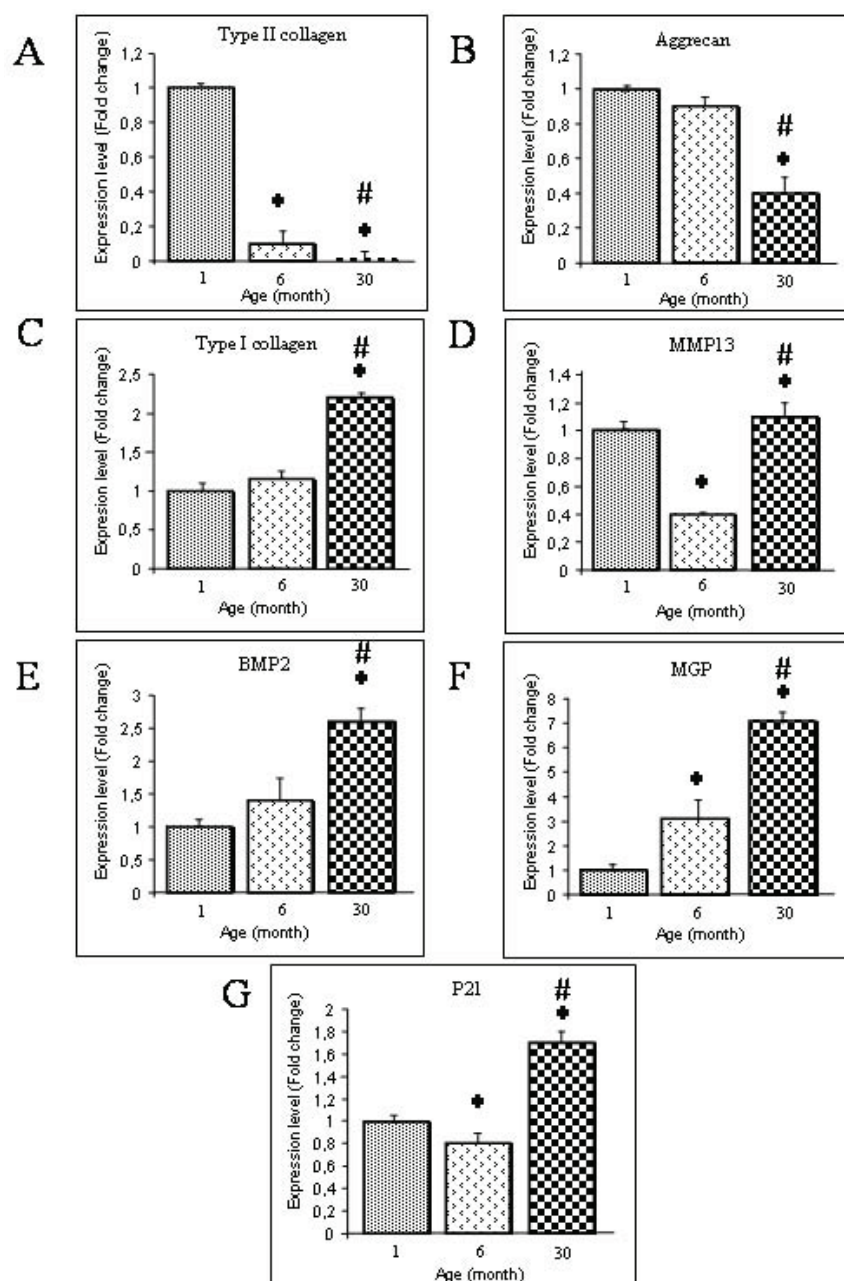 A
Type II collagen
Expression level (Fold change)
1,2
1
0,8
0,6
0,4
0,2
0
#
1 6 30
Age (month)
B
Aggrecan
Expression level (Fold change)
1,2
1
0,8
0,6
0,4
0,2
0
#
1 6 30
Age (month)
C
Type I collagen
Expresion level (Fold change)
2,5
2
1,5
1
0,5
0
#
1 6 30
Age (month)
D
MMP13
Expression level (Fold change)
1,4
1,2
1
0,8
0,6
0,4
0,2
0
#
1 6 30
Age (month)
E
BMP2
Expression level (Fold change)
3
2,5
2
1,5
1
0,5
0
#
1 6 30
Age (month)
F
MGP
Expression level (Fold change)
8
7
6
5
4
3
2
1
0
#
1 6 30
Age (month)
G
P21
Expression level (Fold change)
2
1,8
1,6
1,4
1,2
1
0,8
0,6
0,4
0,2
0
#
1 6 30
Age (month)